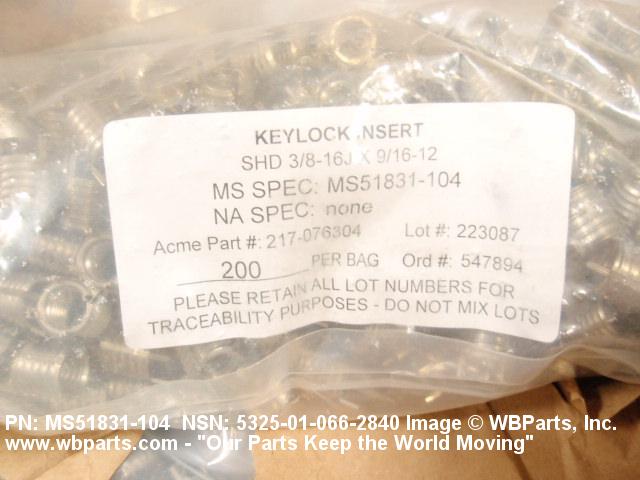 KEYLOCK INSERT
SHD 3/8-16J X 9/16-12
MS SPEC: MS51831-104
NA SPEC: none
Acme Part #: 217-076304 Lot #: 223087
200 PER BAG Ord #: 547894
PLEASE RETAIN ALL LOT NUMBERS FOR
TRACEABILITY PURPOSES - DO NOT MIX LOTS
PN: MS51831-104 NSN: 5325-01-066-2840 Image © WBParts, Inc.
www.wbparts.com - "Our Parts Keep the World Moving"